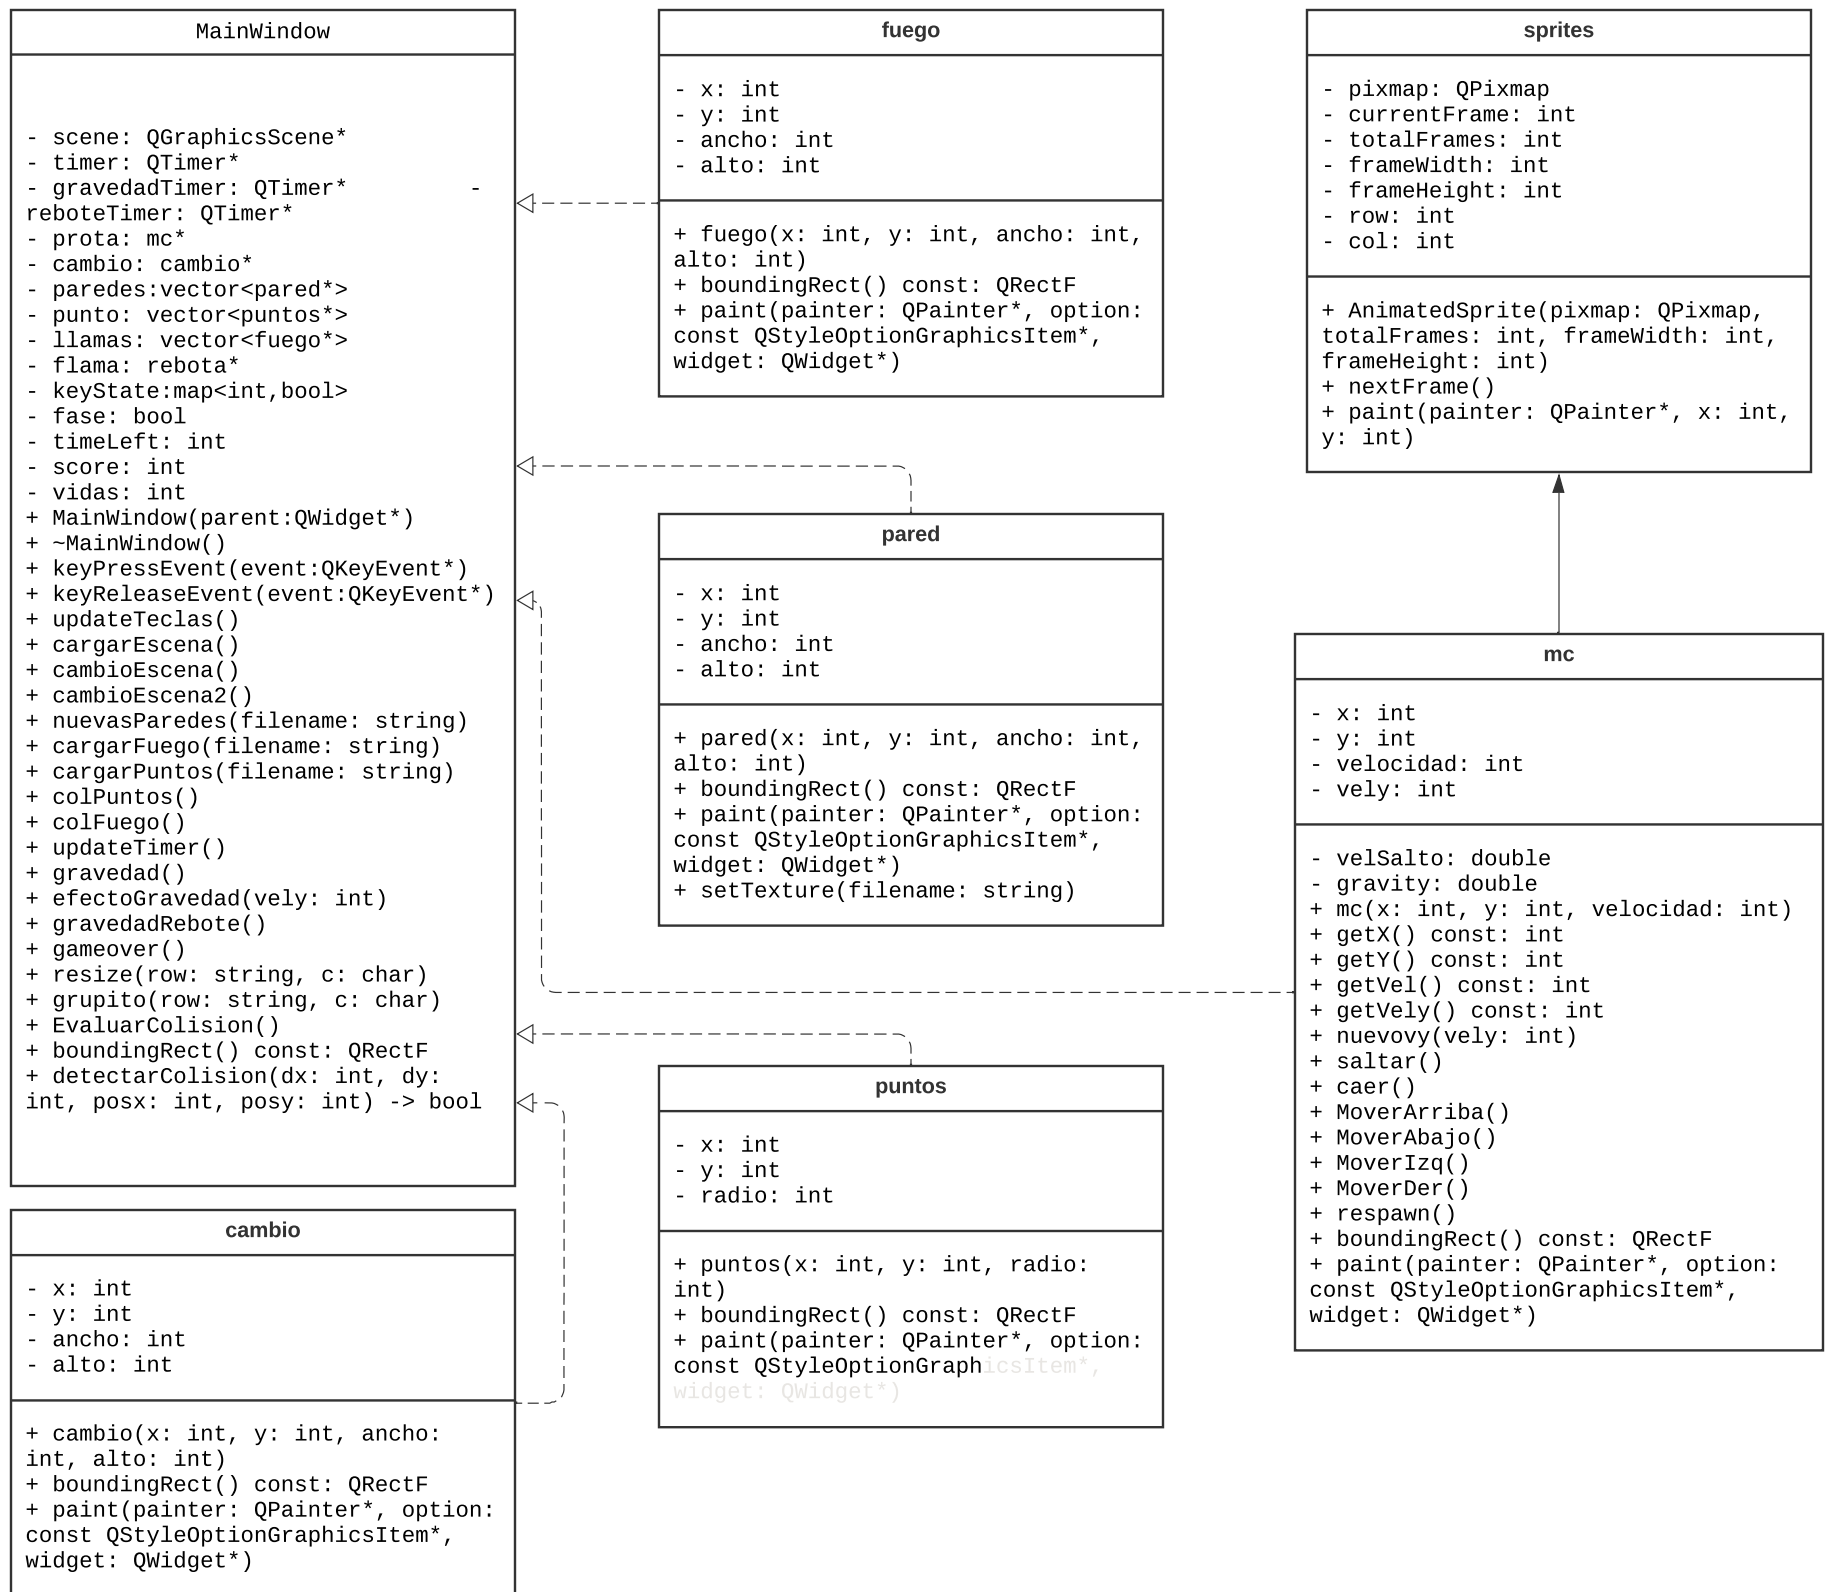 MainWindow
- scene: QGraphicsScene*
- timer: QTimer*
- gravedadTimer: QTimer* -
reboteTimer: QTimer*
- prota: mc*
- cambio: cambio*
- paredes:vector<pared*>
- punto: vector<puntos*>
- llamas: vector<fuego*>
- flama: rebota*
- keyState:map<int,bool>
- fase: bool
- timeLeft: int
- score: int
- vidas: int
+ MainWindow(parent:QWidget*)
+ ~MainWindow()
+ keyPressEvent(event:QKeyEvent*)
+ keyReleaseEvent(event:QKeyEvent*)
+ updateTeclas()
+ cargarEscena()
+ cambioEscena()
+ cambioEscena2()
+ nuevasParedes(filename: string)
+ cargarFuego(filename: string)
+ cargarPuntos(filename: string)
+ colPuntos()
+ colFuego()
+ updateTimer()
+ gravedad()
+ efectoGravedad(vely: int)
+ gravedadRebote()
+ gameover()
+ resize(row: string, c: char)
+ grupito(row: string, c: char)
+ EvaluarColision()
+ boundingRect() const: QRectF
+ detectarColision(dx: int, dy:
int, posx: int, posy: int) -> bool
cambio
- x: int
- y: int
- ancho: int
- alto: int
+ cambio(x: int, y: int, ancho:
int, alto: int)
+ boundingRect() const: QRectF
+ paint(painter: QPainter*, option:
const QStyleOptionGraphicsItem*,
widget: QWidget*)
fuego
- x: int
- y: int
- ancho: int
- alto: int
+ fuego(x: int, y: int, ancho: int,
alto: int)
+ boundingRect() const: QRectF
+ paint(painter: QPainter*, option:
const QStyleOptionGraphicsItem*,
widget: QWidget*)
pared
- x: int
- y: int
- ancho: int
- alto: int
+ pared(x: int, y: int, ancho: int,
alto: int)
+ boundingRect() const: QRectF
+ paint(painter: QPainter*, option:
const QStyleOptionGraphicsItem*,
widget: QWidget*)
+ setTexture(filename: string)
puntos
- x: int
- y: int
- radio: int
+ puntos(x: int, y: int, radio:
int)
+ boundingRect() const: QRectF
+ paint(painter: QPainter*, option:
const QStyleOptionGraphicsItem*,
widget: QWidget*)
sprites
- pixmap: QPixmap
- currentFrame: int
- totalFrames: int
- frameWidth: int
- frameHeight: int
- row: int
- col: int
+ AnimatedSprite(pixmap: QPixmap,
totalFrames: int, frameWidth: int,
frameHeight: int)
+ nextFrame()
+ paint(painter: QPainter*, x: int,
y: int)
mc
- x: int
- y: int
- velocidad: int
- vely: int
- velSalto: double
- gravity: double
+ mc(x: int, y: int, velocidad: int)
+ getX() const: int
+ getY() const: int
+ getVel() const: int
+ getVely() const: int
+ nuevovy(vely: int)
+ saltar()
+ caer()
+ MoverArriba()
+ MoverAbajo()
+ MoverIzq()
+ MoverDer()
+ respawn()
+ boundingRect() const: QRectF
+ paint(painter: QPainter*, option:
const QStyleOptionGraphicsItem*,
widget: QWidget*)